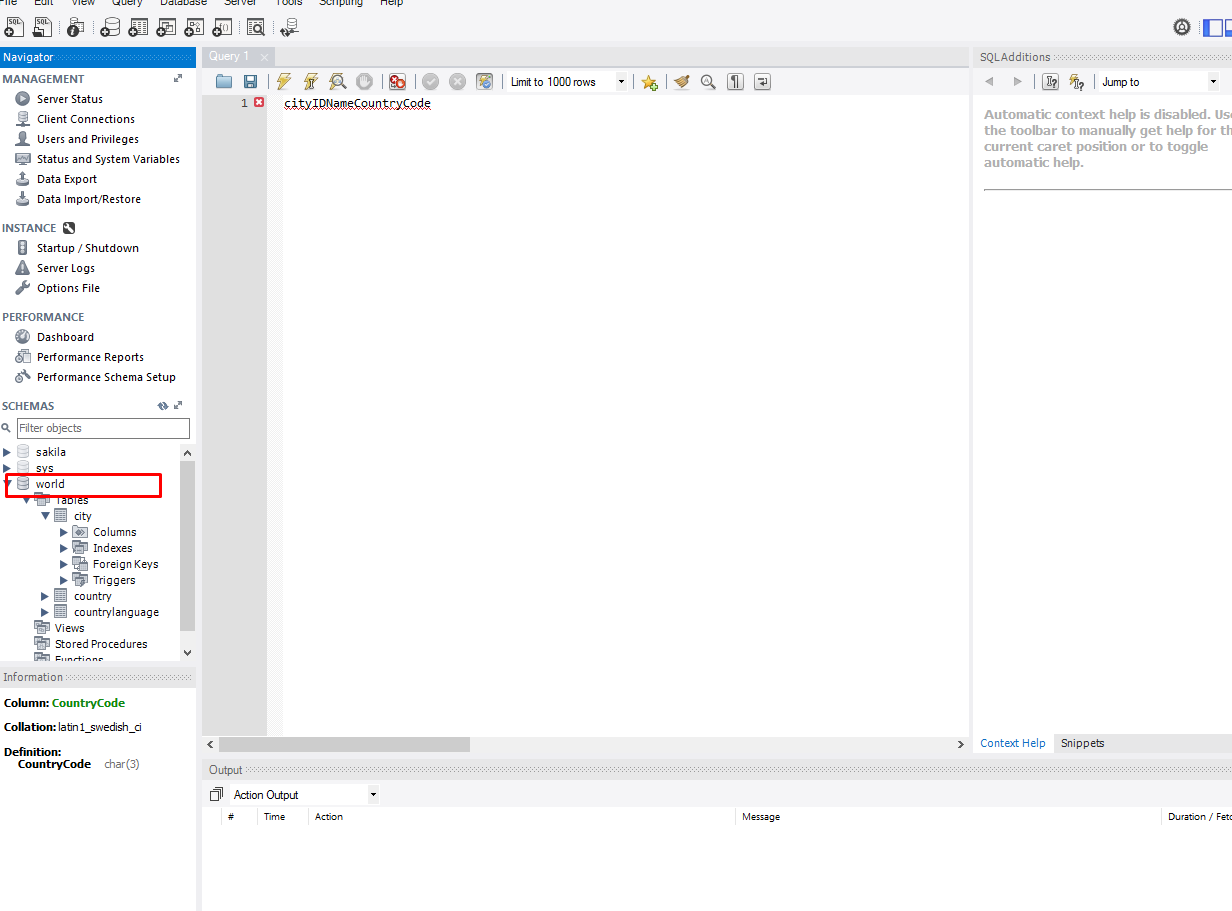 File Edit View Query Database Server Tools Scripting Help
Navigator
MANAGEMENT
Server Status
Client Connections
Users and Privileges
Status and System Variables
Data Export
Data Import/Restore
INSTANCE
Startup / Shutdown
Server Logs
Options File
PERFORMANCE
Dashboard
Performance Reports
Performance Schema Setup
SCHEMAS
Filter objects
sakila
sys
world
Tables
city
Columns
Indexes
Foreign Keys
Triggers
country
countrylanguage
Views
Stored Procedures
Functions
Information
Column: CountryCode
Collation: latin1_swedish_ci
Definition:
CountryCode char(3)
Query 1
Limit to 1000 rows
1 cityIDNameCountryCode
SQLAdditions
Jump to
Automatic context help is disabled. Use
the toolbar to manually get help for the
current caret position or to toggle
automatic help.
Context Help Snippets
Output
Action Output
# Time Action Message Duration / Fetc